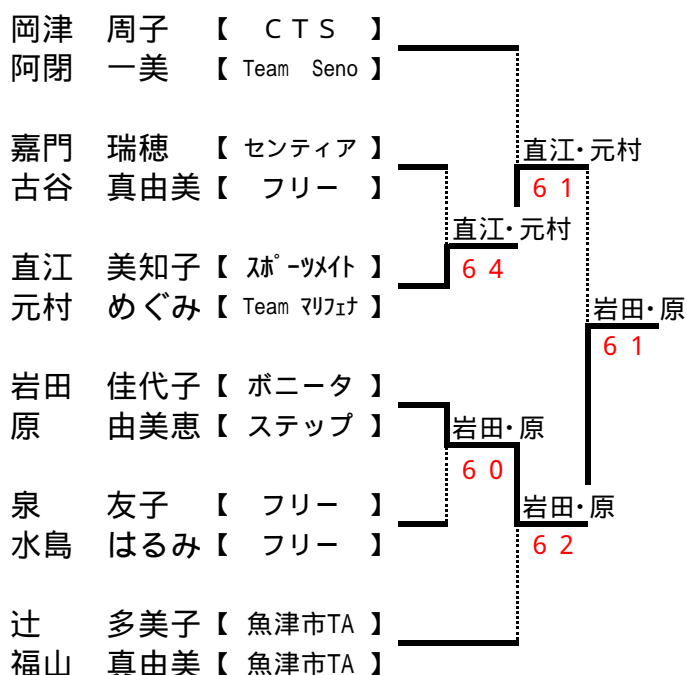 岡津　周子　【　ＣＴＳ　】
阿閉　一美　【 Team　Seno 】
嘉門　瑞穂　【 センティア 】
古谷　真由美【　フリー　】
直江　美知子【 ｽﾎﾟｰﾂﾒｲﾄ 】
元村　めぐみ【 Team ﾏﾘﾌｪﾅ 】
岩田　佳代子【 ボニータ 】
原　　由美恵【 ステップ 】
泉　　友子　【　フリー　】
水島　はるみ【　フリー　】
辻　　多美子【 魚津市TA 】
福山　真由美【 魚津市TA 】
直江・元村
６４
岩田・原
６０
直江・元村
６１
岩田・原
６２
岩田・原
６１